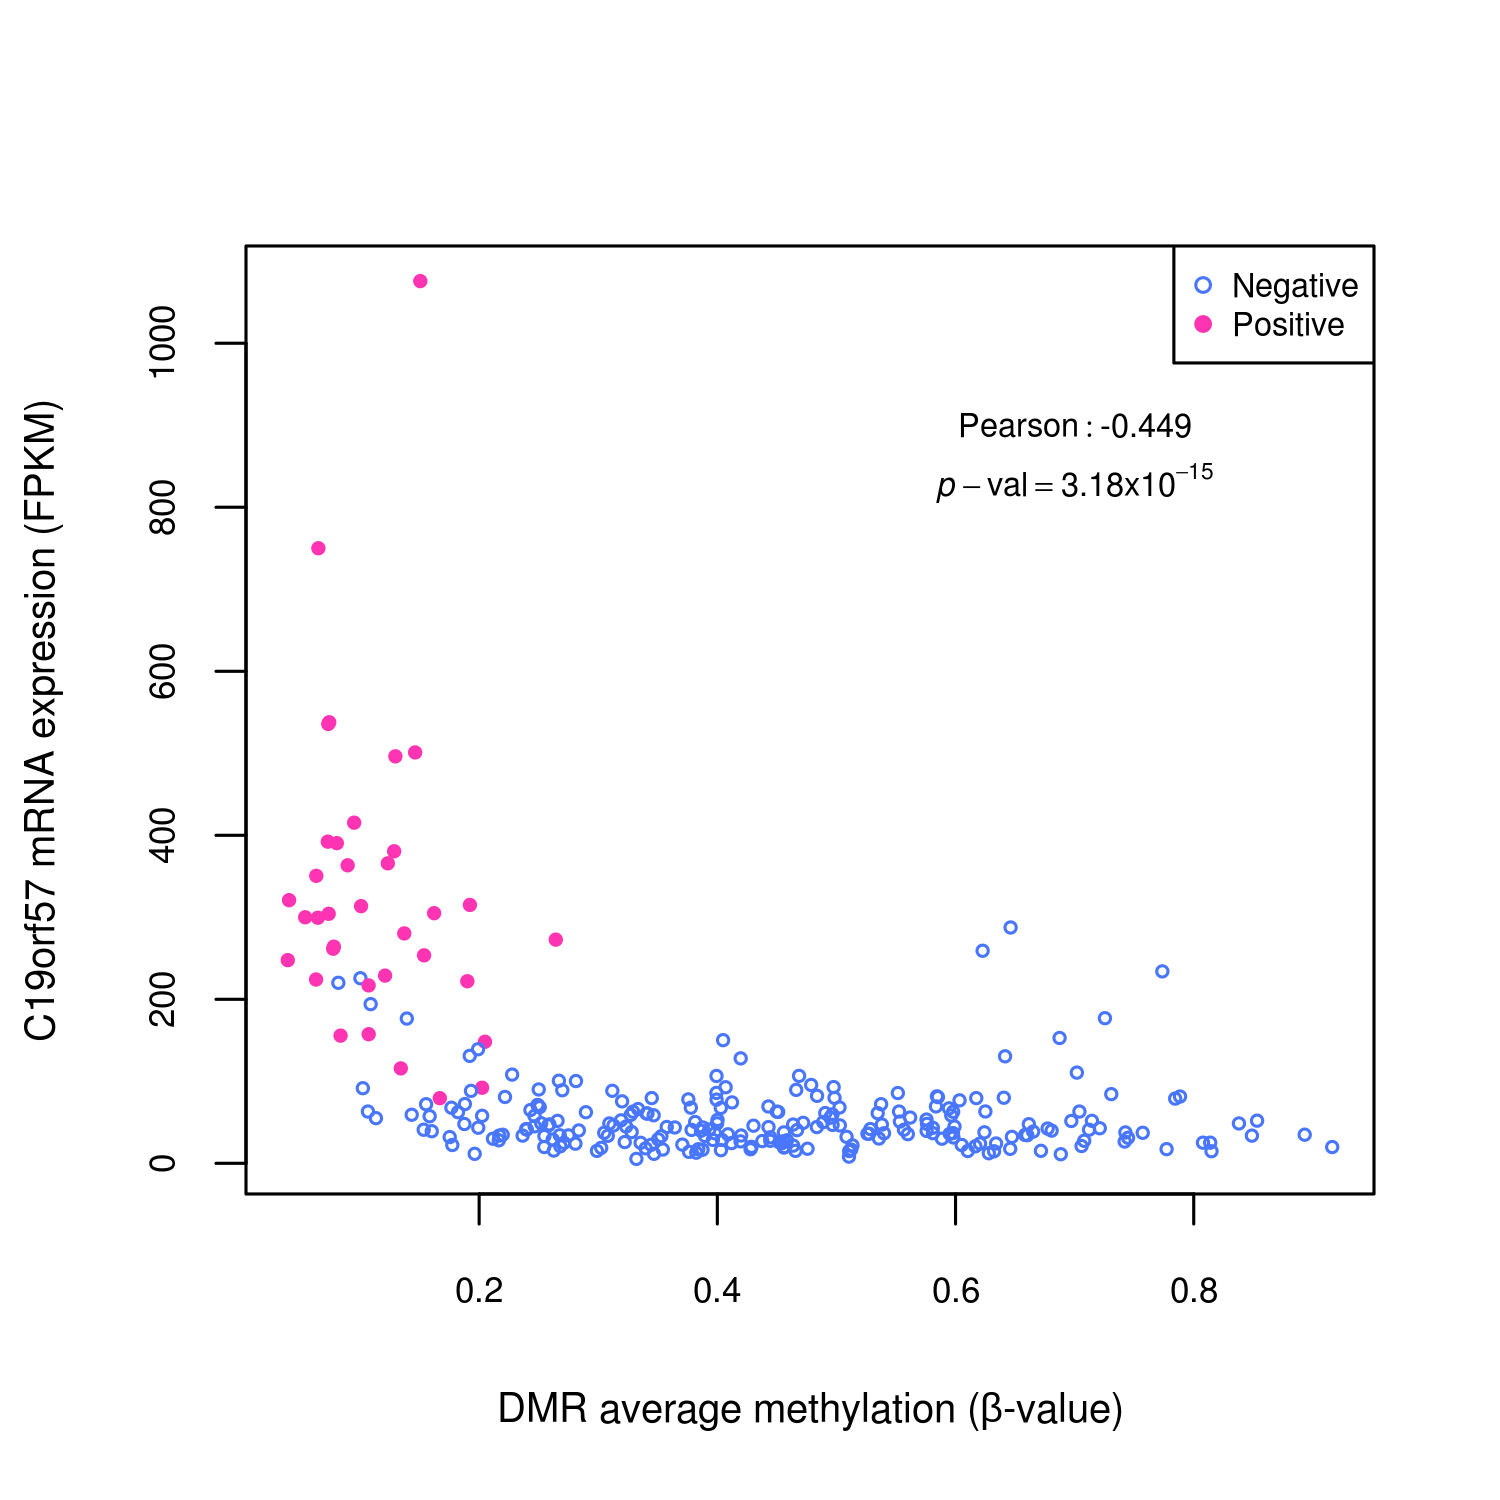 Negative
Positive
Pearson : -0.449
p − val = 3.18x10⁻¹⁵
C19orf57 mRNA expression (FPKM)
1000
800
600
400
200
0
0.2 0.4 0.6 0.8
DMR average methylation (β-value)